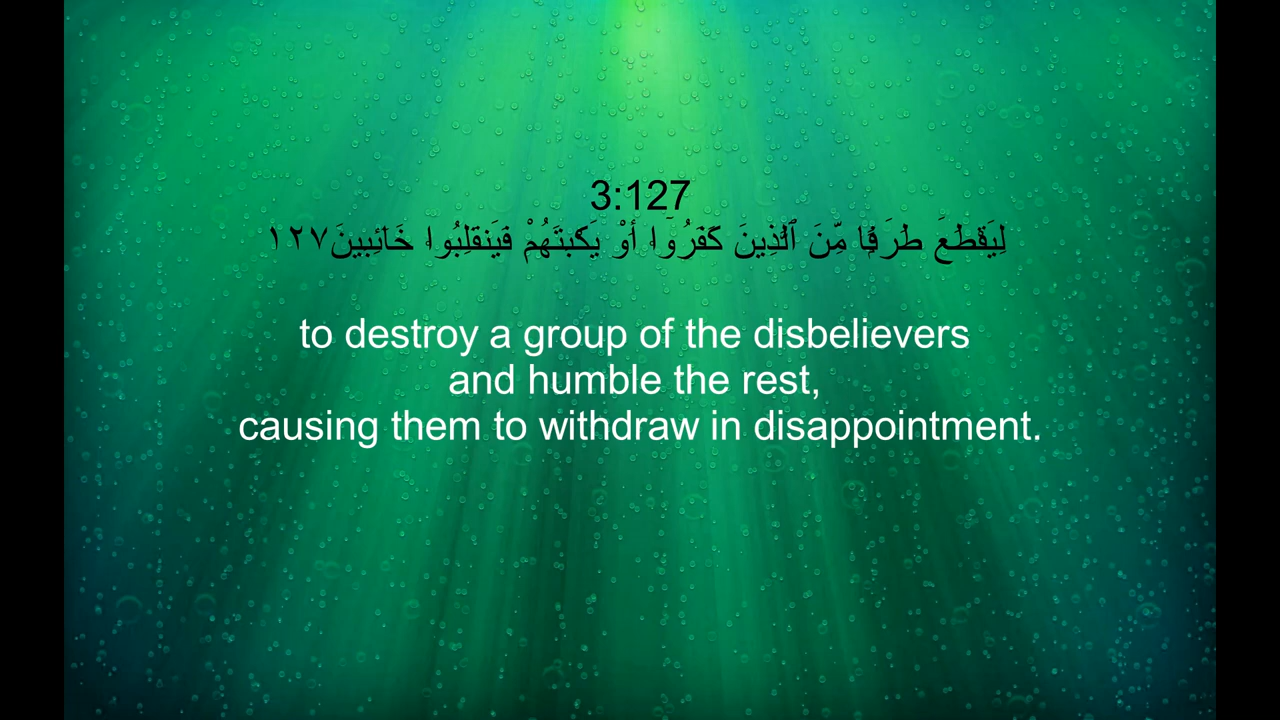 3:127
لِيَقۡطَعَ طَرَفٗا مِّنَ ٱلَّذِينَ كَفَرُوٓاْ أَوۡ يَكۡبِتَهُمۡ فَيَنقَلِبُواْ خَآئِبِينَ١٢٧
to destroy a group of the disbelievers
and humble the rest,
causing them to withdraw in disappointment.